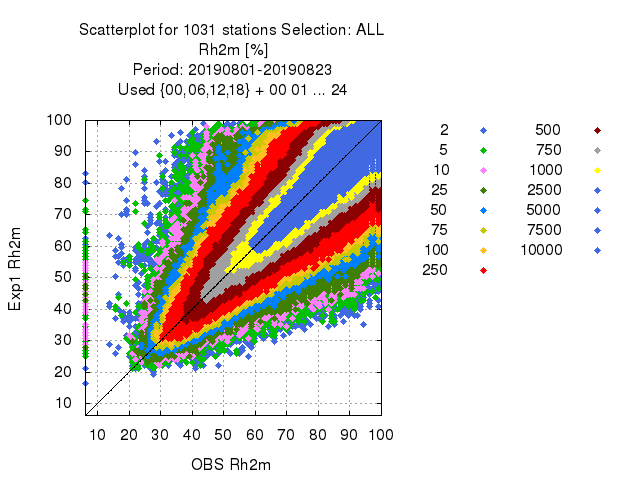 Scatterplot for 1031 stations Selection: ALL
Rh2m [%]
Period: 20190801-20190823
Used {00,06,12,18} + 00 01 ... 24
100
90
80
70
60
50
40
30
20
10
Exp1 Rh2m
10 20 30 40 50 60 70 80 90 100
OBS Rh2m
2 500
5 750
10 1000
25 2500
50 5000
75 7500
100 10000
250